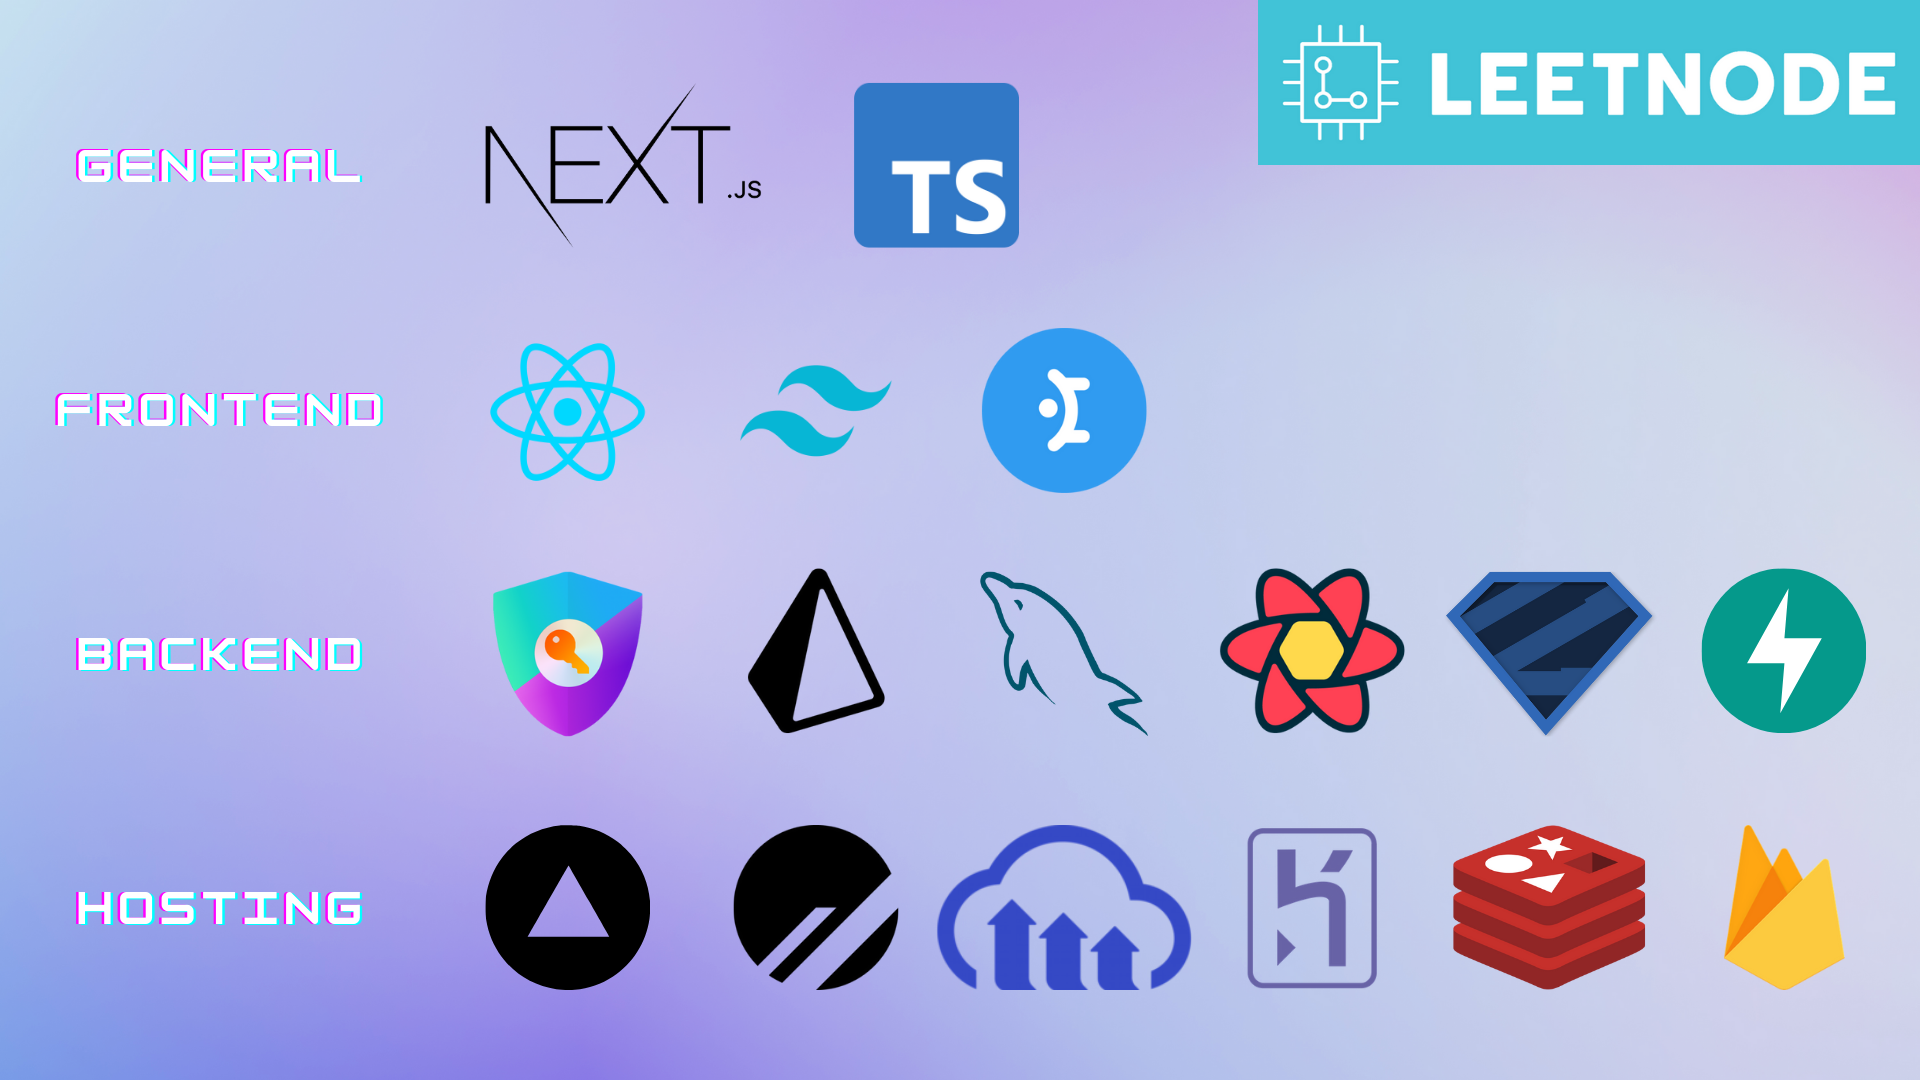 LEETNODE
GENERAL
NEXT.JS
TS
FRONTEND
BACKEND
HOSTING